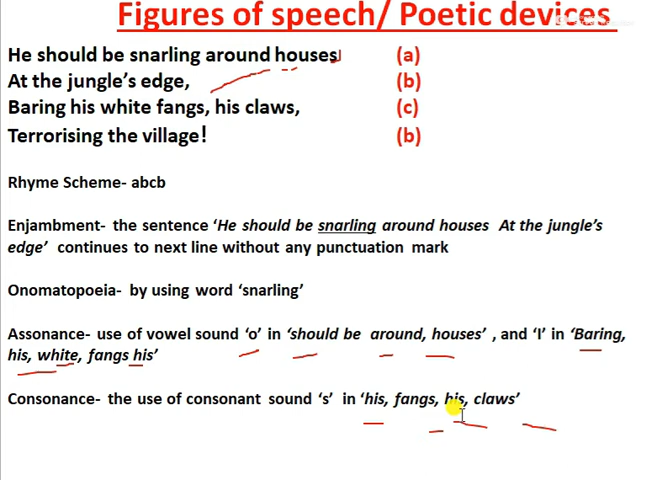 Figures of speech/ Poetic devices
He should be snarling around houses (a)
At the jungle's edge, (b)
Baring his white fangs, his claws, (c)
Terrorising the village! (b)
Rhyme Scheme- abcb
Enjambment- the sentence 'He should be snarling around houses At the jungle's
edge' continues to next line without any punctuation mark
Onomatopoeia- by using word 'snarling'
Assonance- use of vowel sound 'o' in 'should be around, houses' , and 'I' in 'Baring,
his, white, fangs his'
Consonance- the use of consonant sound 's' in 'his, fangs, his, claws'